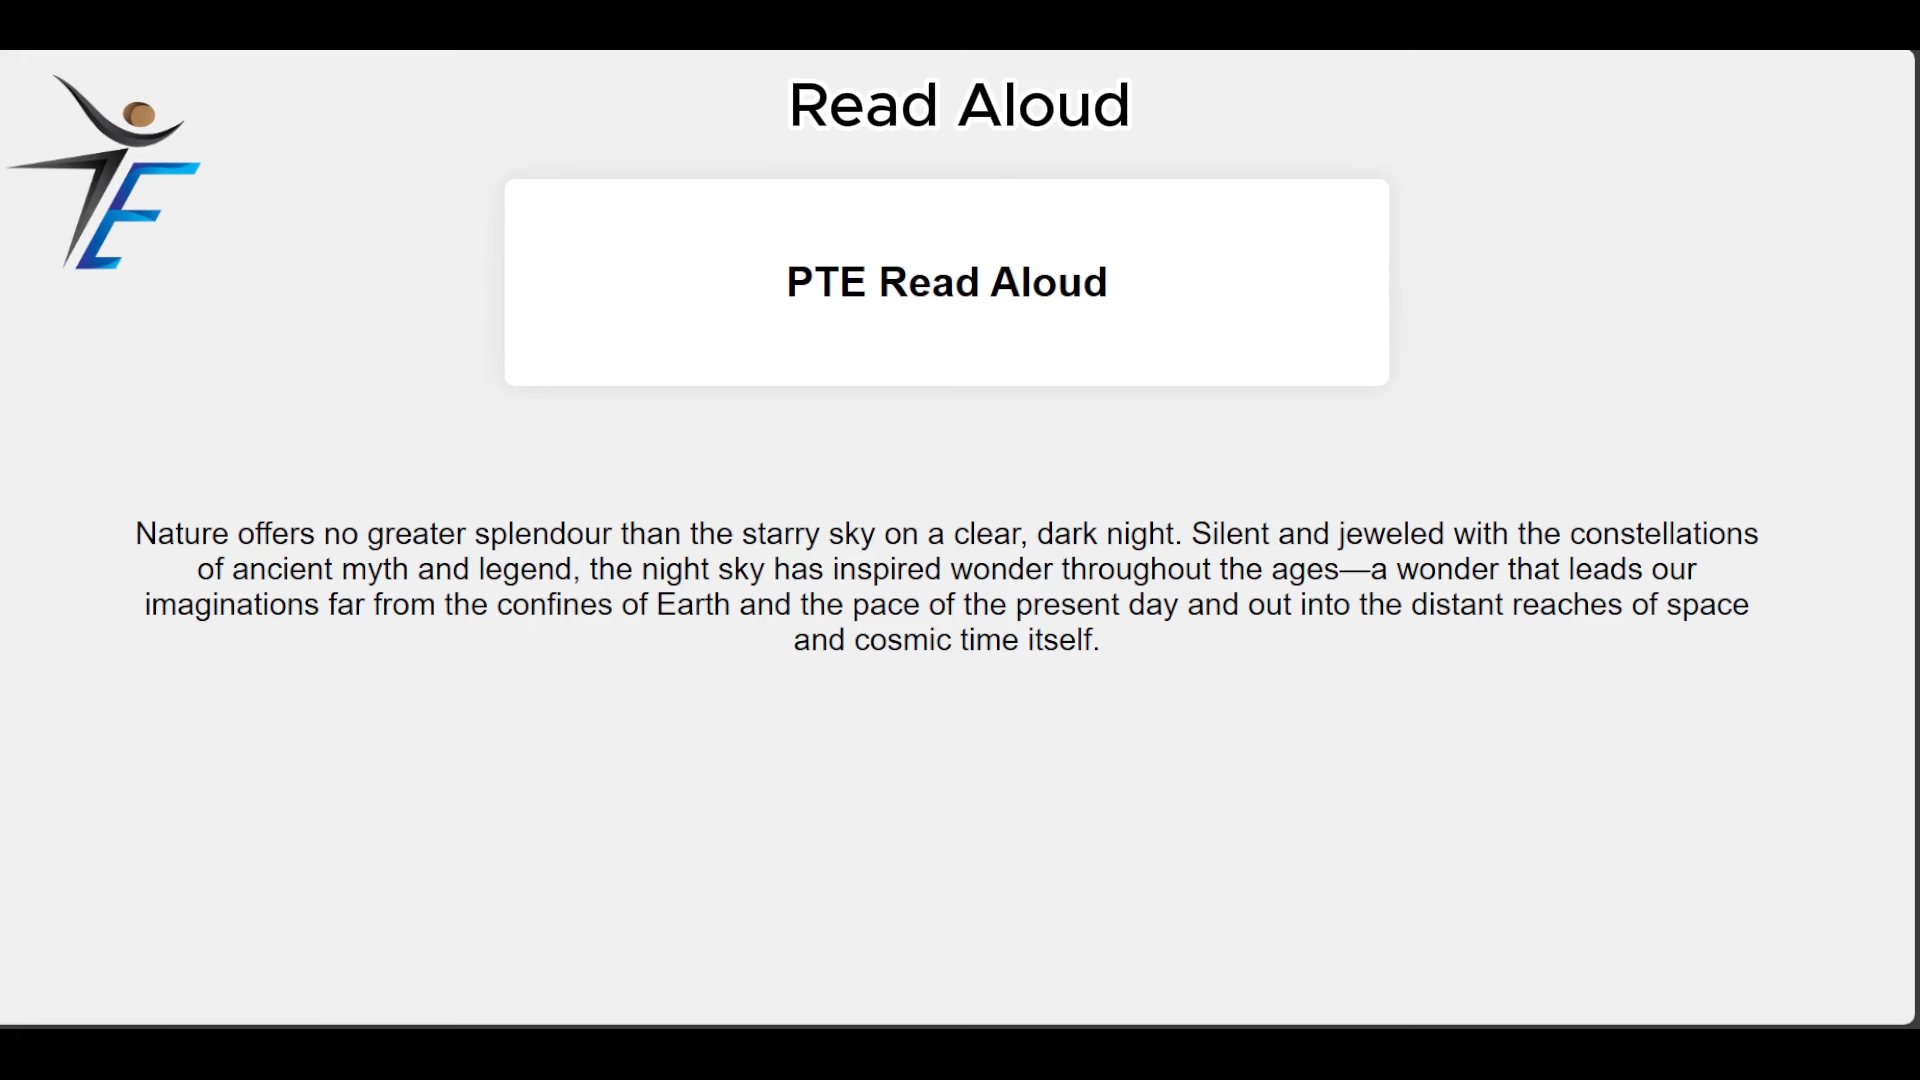 Read Aloud
PTE Read Aloud
Nature offers no greater splendour than the starry sky on a clear, dark night. Silent and jeweled with the constellations
of ancient myth and legend, the night sky has inspired wonder throughout the ages—a wonder that leads our
imaginations far from the confines of Earth and the pace of the present day and out into the distant reaches of space
and cosmic time itself.